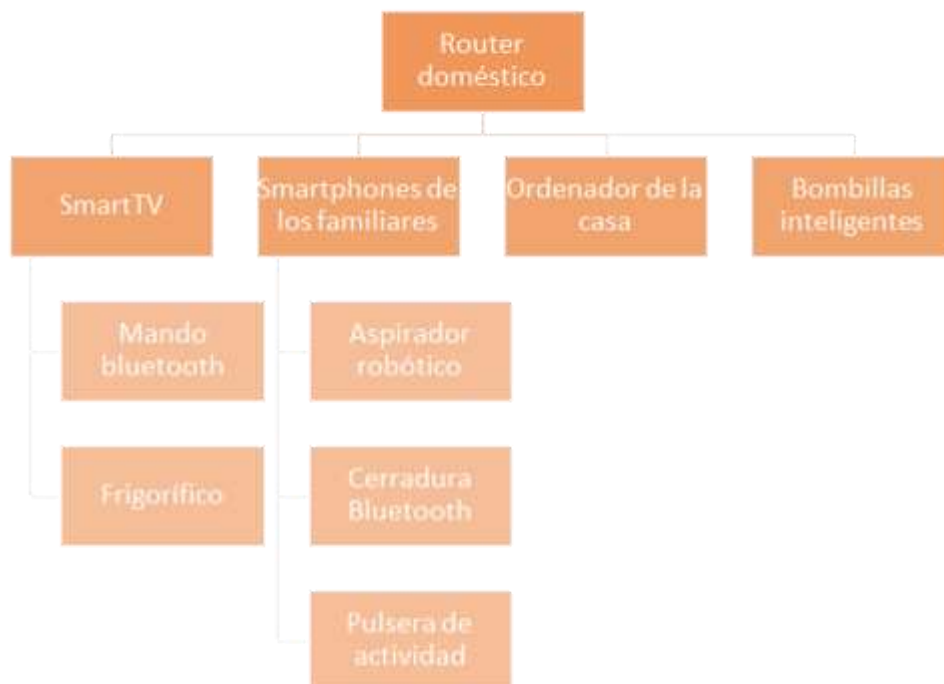 Router
doméstico
SmartTV
Smartphones de
los familiares
Ordenador de la
casa
Bombillas
inteligentes
Mando
bluetooth
Frigorífico
Aspirador
robótico
Cerradura
Bluetooth
Pulsera de
actividad